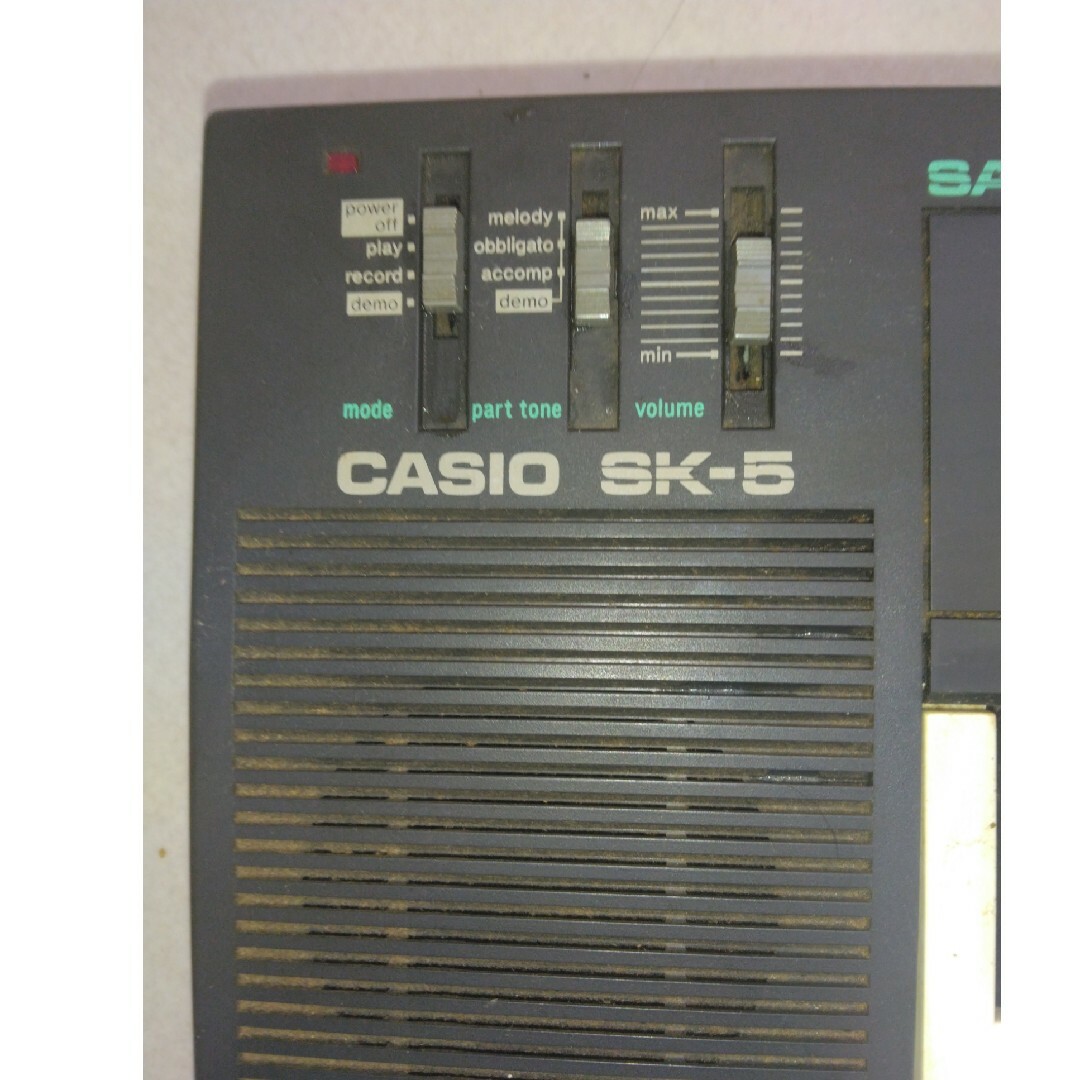 SA
power off
play
record
demo
melody
obbligato
accomp
demo
max
min
mode
part tone
volume
CASIO SK-5